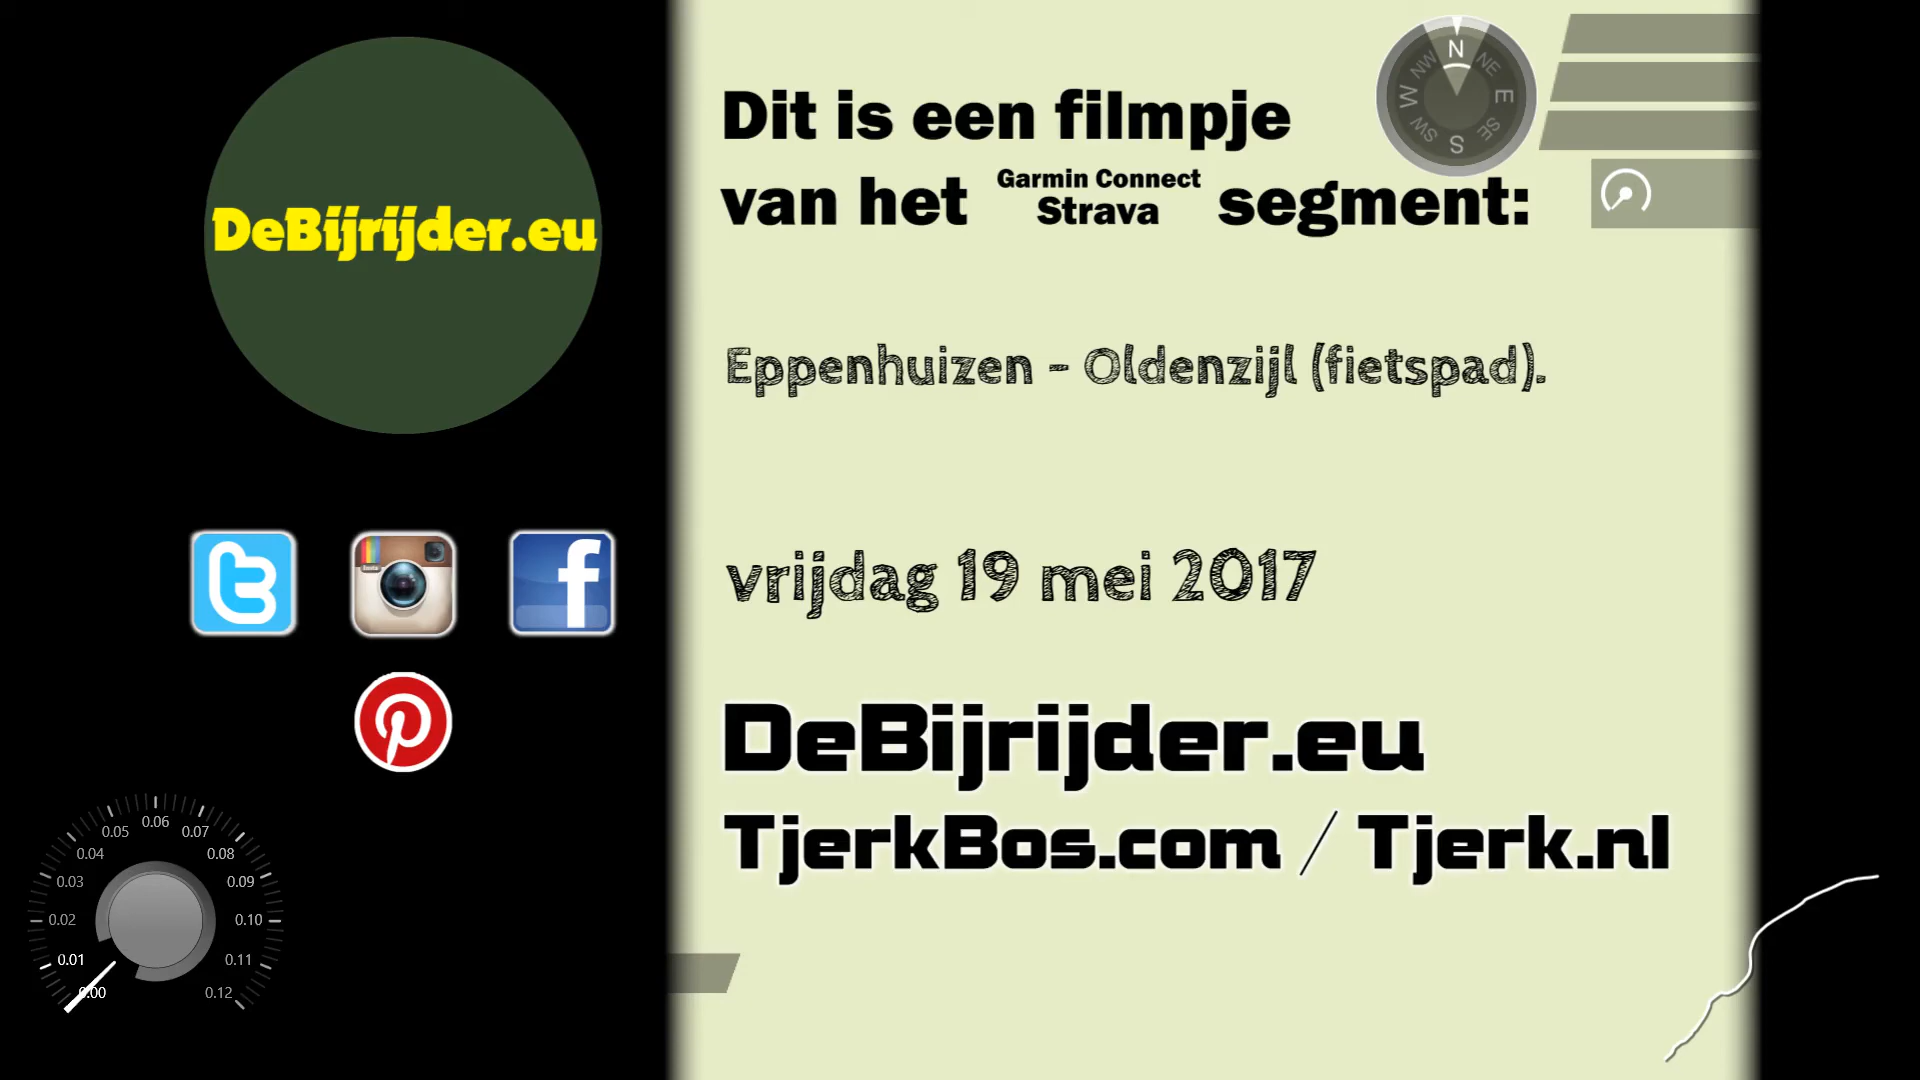 DeBijrijder.eu
Dit is een filmpje
van het Garmin Connect Strava segment:
Eppenhuizen - Oldenzijl (fietspad).
vrijdag 19 mei 2017
DeBijrijder.eu
TjerkBos.com / Tjerk.nl
N
NE
E
SE
S
SW
W
NW
Insta
0.00
0.01
0.02
0.03
0.04
0.05
0.06
0.07
0.08
0.09
0.10
0.11
0.12